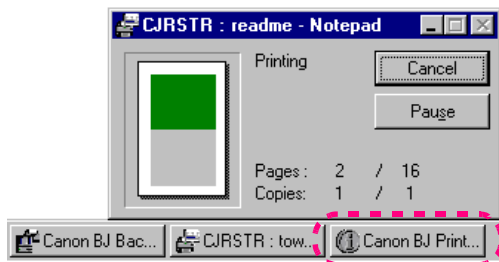 CJRSTR : readme - Notepad
Printing
Cancel
Pause
Pages : 2 / 16
Copies: 1 / 1
Canon BJ Bac... CJRSTR : tow... Canon BJ Print...